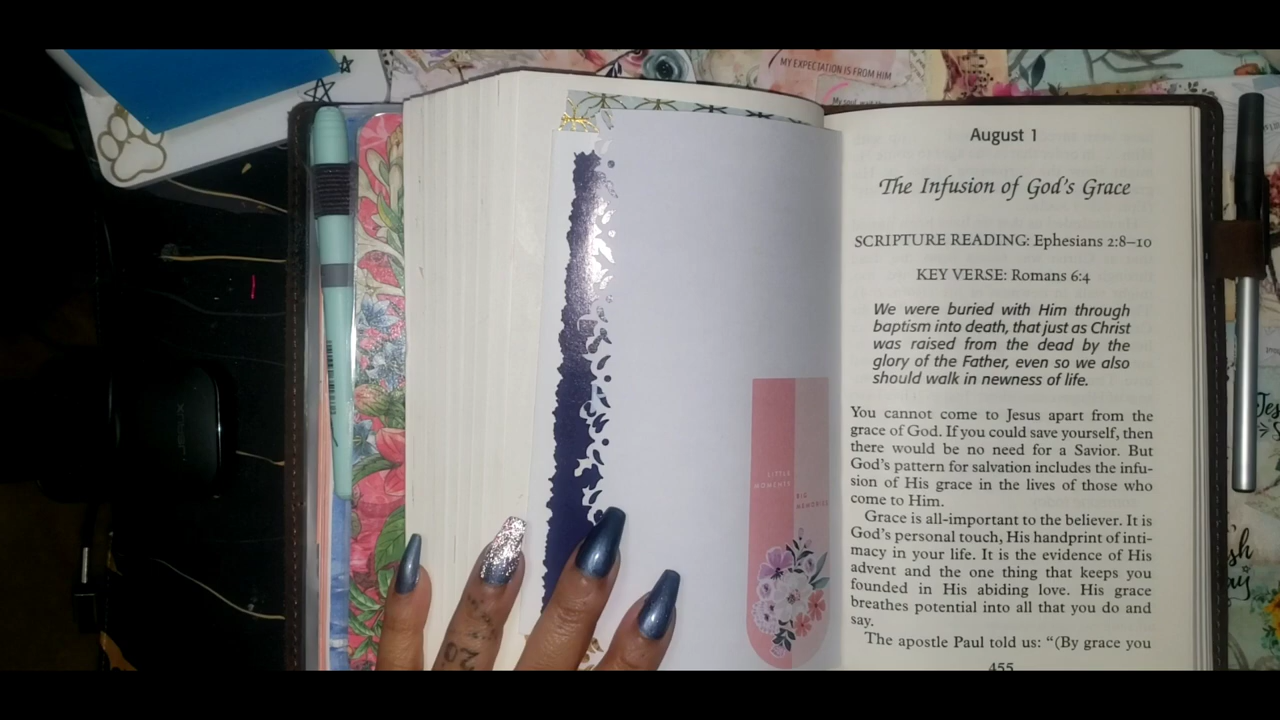 MY EXPECTATION IS FROM HIM
August 1
The Infusion of God's Grace
SCRIPTURE READING: Ephesians 2:8–10
KEY VERSE: Romans 6:4
We were buried with Him through
baptism into death, that just as Christ
was raised from the dead by the
glory of the Father, even so we also
should walk in newness of life.
You cannot come to Jesus apart from the
grace of God. If you could save yourself, then
there would be no need for a Savior. But
God's pattern for salvation includes the infu-
sion of His grace in the lives of those who
come to Him.
Grace is all-important to the believer. It is
God's personal touch, His handprint of inti-
macy in your life. It is the evidence of His
advent and the one thing that keeps you
founded in His abiding love. His grace
breathes potential into all that you do and
say.
The apostle Paul told us: “(By grace you
455
LITTLE
MOMENTS
BIG
MEMORIES
My soul